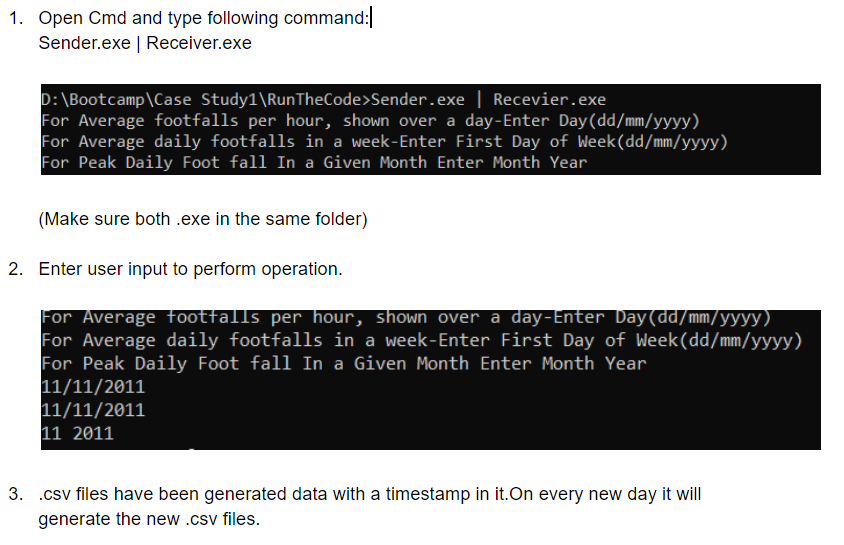 1. Open Cmd and type following command:
Sender.exe | Receiver.exe
D:\Bootcamp\Case Study1\RunTheCode>Sender.exe | Recevier.exe
For Average footfalls per hour, shown over a day-Enter Day(dd/mm/yyyy)
For Average daily footfalls in a week-Enter First Day of Week(dd/mm/yyyy)
For Peak Daily Foot fall In a Given Month Enter Month Year
(Make sure both .exe in the same folder)
2. Enter user input to perform operation.
For Average footfalls per hour, shown over a day-Enter Day(dd/mm/yyyy)
For Average daily footfalls in a week-Enter First Day of Week(dd/mm/yyyy)
For Peak Daily Foot fall In a Given Month Enter Month Year
11/11/2011
11/11/2011
11 2011
3. .csv files have been generated data with a timestamp in it.On every new day it will
generate the new .csv files.